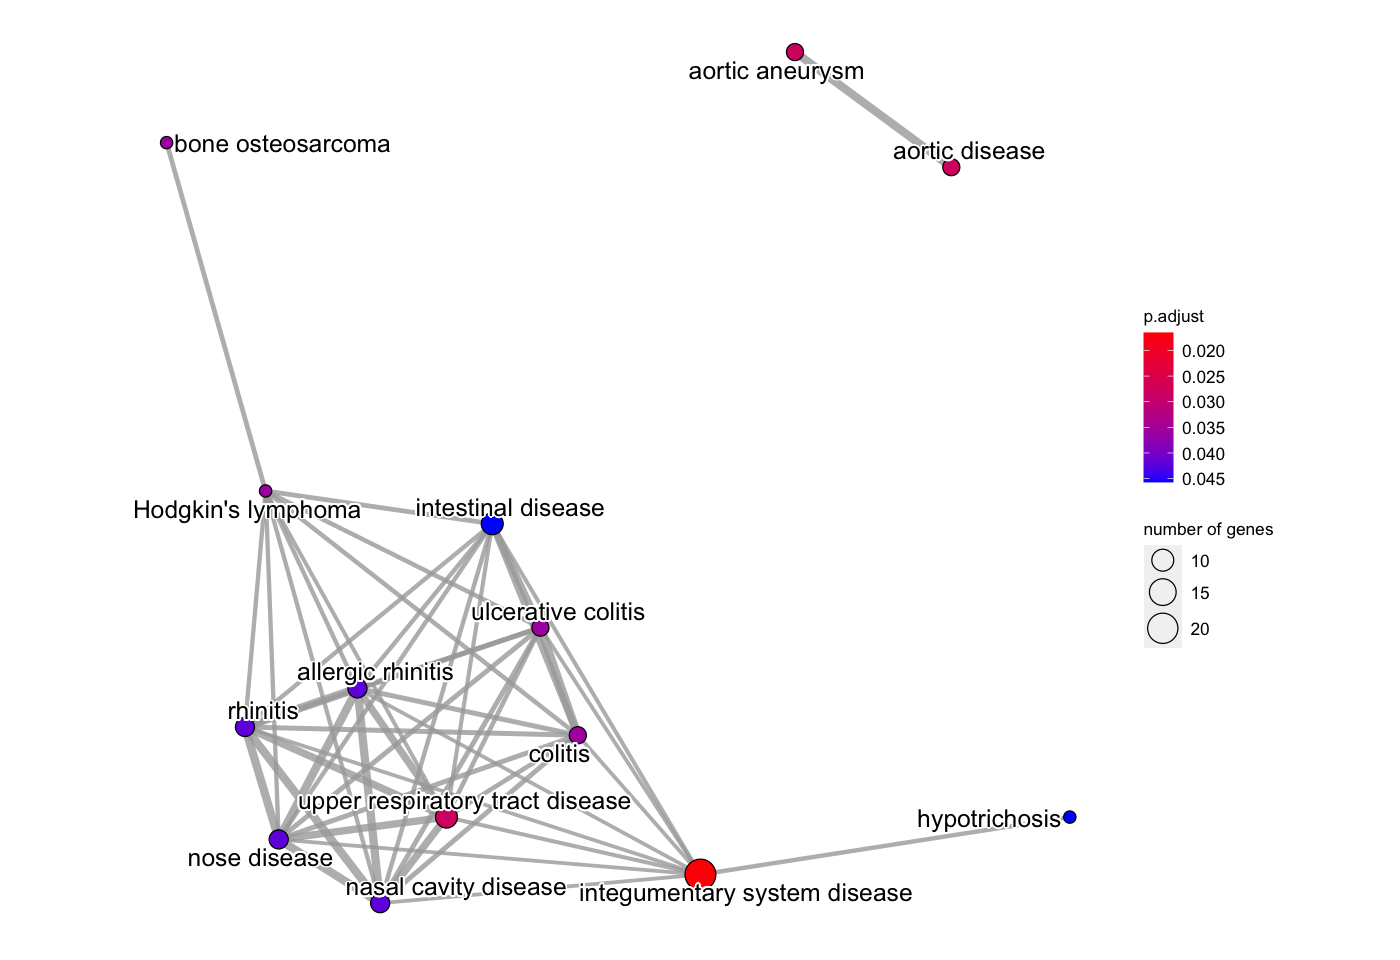 aortic aneurysm
bone osteosarcoma
aortic disease
p.adjust
0.020
0.025
0.030
0.035
0.040
0.045
Hodgkin's lymphoma
intestinal disease
number of genes
10
15
20
ulcerative colitis
allergic rhinitis
rhinitis
colitis
upper respiratory tract disease
hypotrichosis
nose disease
nasal cavity disease
integumentary system disease